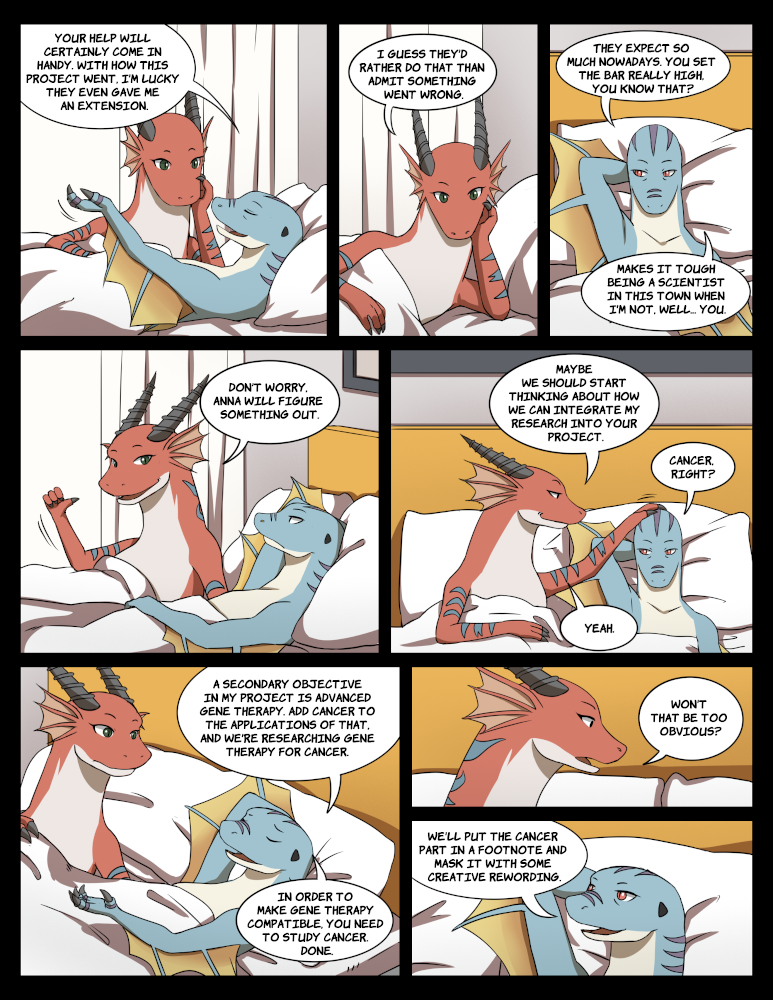 YOUR HELP WILL
CERTAINLY COME IN
HANDY. WITH HOW THIS
PROJECT WENT, I'M LUCKY
THEY EVEN GAVE ME
AN EXTENSION.
I GUESS THEY'D
RATHER DO THAT THAN
ADMIT SOMETHING
WENT WRONG.
THEY EXPECT SO
MUCH NOWADAYS. YOU SET
THE BAR REALLY HIGH,
YOU KNOW THAT?
MAKES IT TOUGH
BEING A SCIENTIST
IN THIS TOWN WHEN
I'M NOT, WELL... YOU.
DON'T WORRY,
ANNA WILL FIGURE
SOMETHING OUT.
MAYBE
WE SHOULD START
THINKING ABOUT HOW
WE CAN INTEGRATE MY
RESEARCH INTO YOUR
PROJECT.
CANCER,
RIGHT?
YEAH.
A SECONDARY OBJECTIVE
IN MY PROJECT IS ADVANCED
GENE THERAPY. ADD CANCER TO
THE APPLICATIONS OF THAT,
AND WE'RE RESEARCHING GENE
THERAPY FOR CANCER.
IN ORDER TO
MAKE GENE THERAPY
COMPATIBLE, YOU NEED
TO STUDY CANCER.
DONE.
WON'T
THAT BE TOO
OBVIOUS?
WE'LL PUT THE CANCER
PART IN A FOOTNOTE AND
MASK IT WITH SOME
CREATIVE REWORDING.